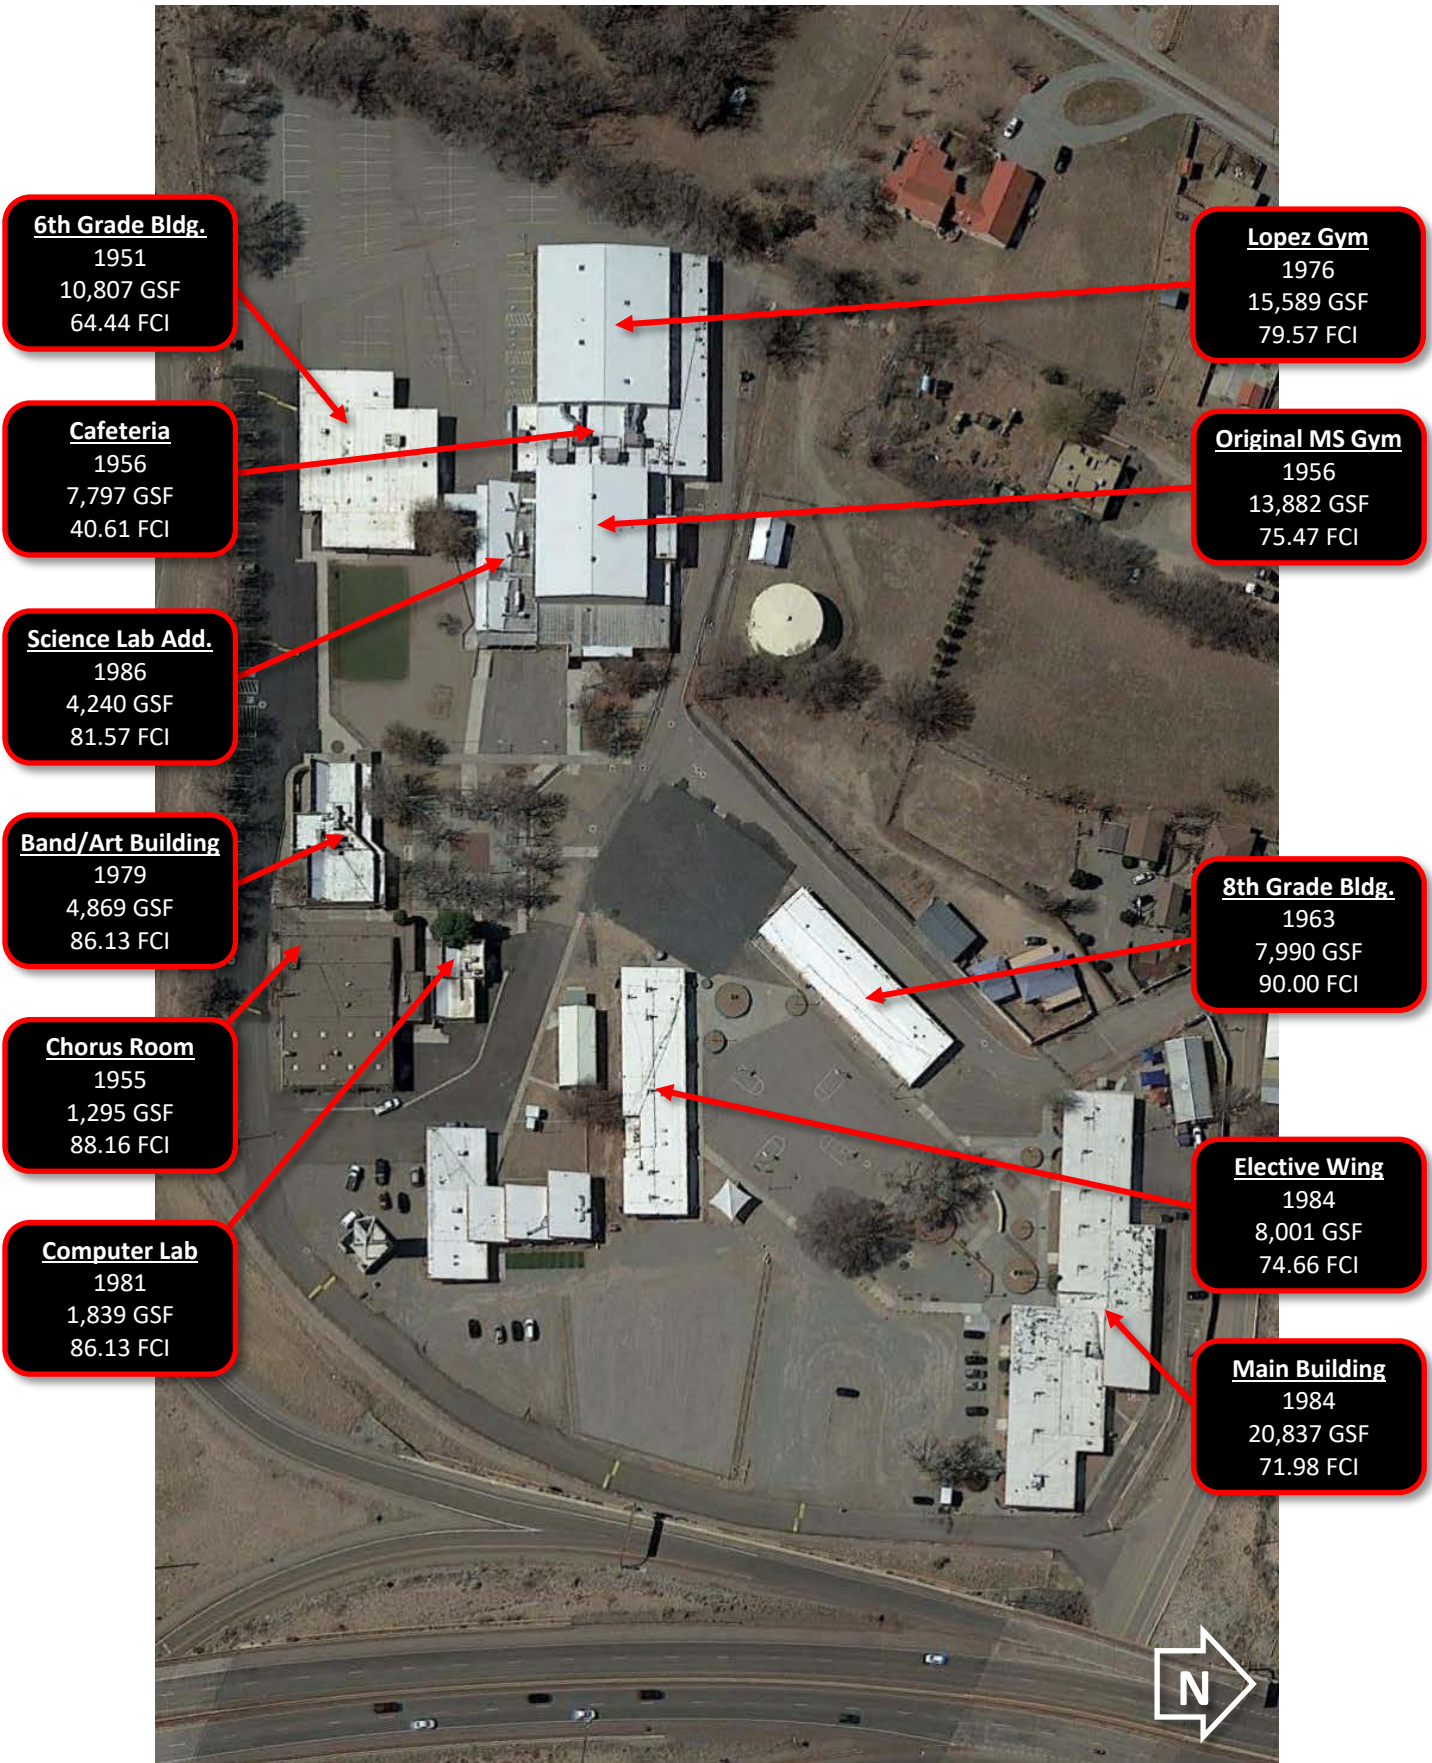 6th Grade Bldg.
1951
10,807 GSF
64.44 FCI
Cafeteria
1956
7,797 GSF
40.61 FCI
Science Lab Add.
1986
4,240 GSF
81.57 FCI
Band/Art Building
1979
4,869 GSF
86.13 FCI
Chorus Room
1955
1,295 GSF
88.16 FCI
Computer Lab
1981
1,839 GSF
86.13 FCI
Lopez Gym
1976
15,589 GSF
79.57 FCI
Original MS Gym
1956
13,882 GSF
75.47 FCI
8th Grade Bldg.
1963
7,990 GSF
90.00 FCI
Elective Wing
1984
8,001 GSF
74.66 FCI
Main Building
1984
20,837 GSF
71.98 FCI
N